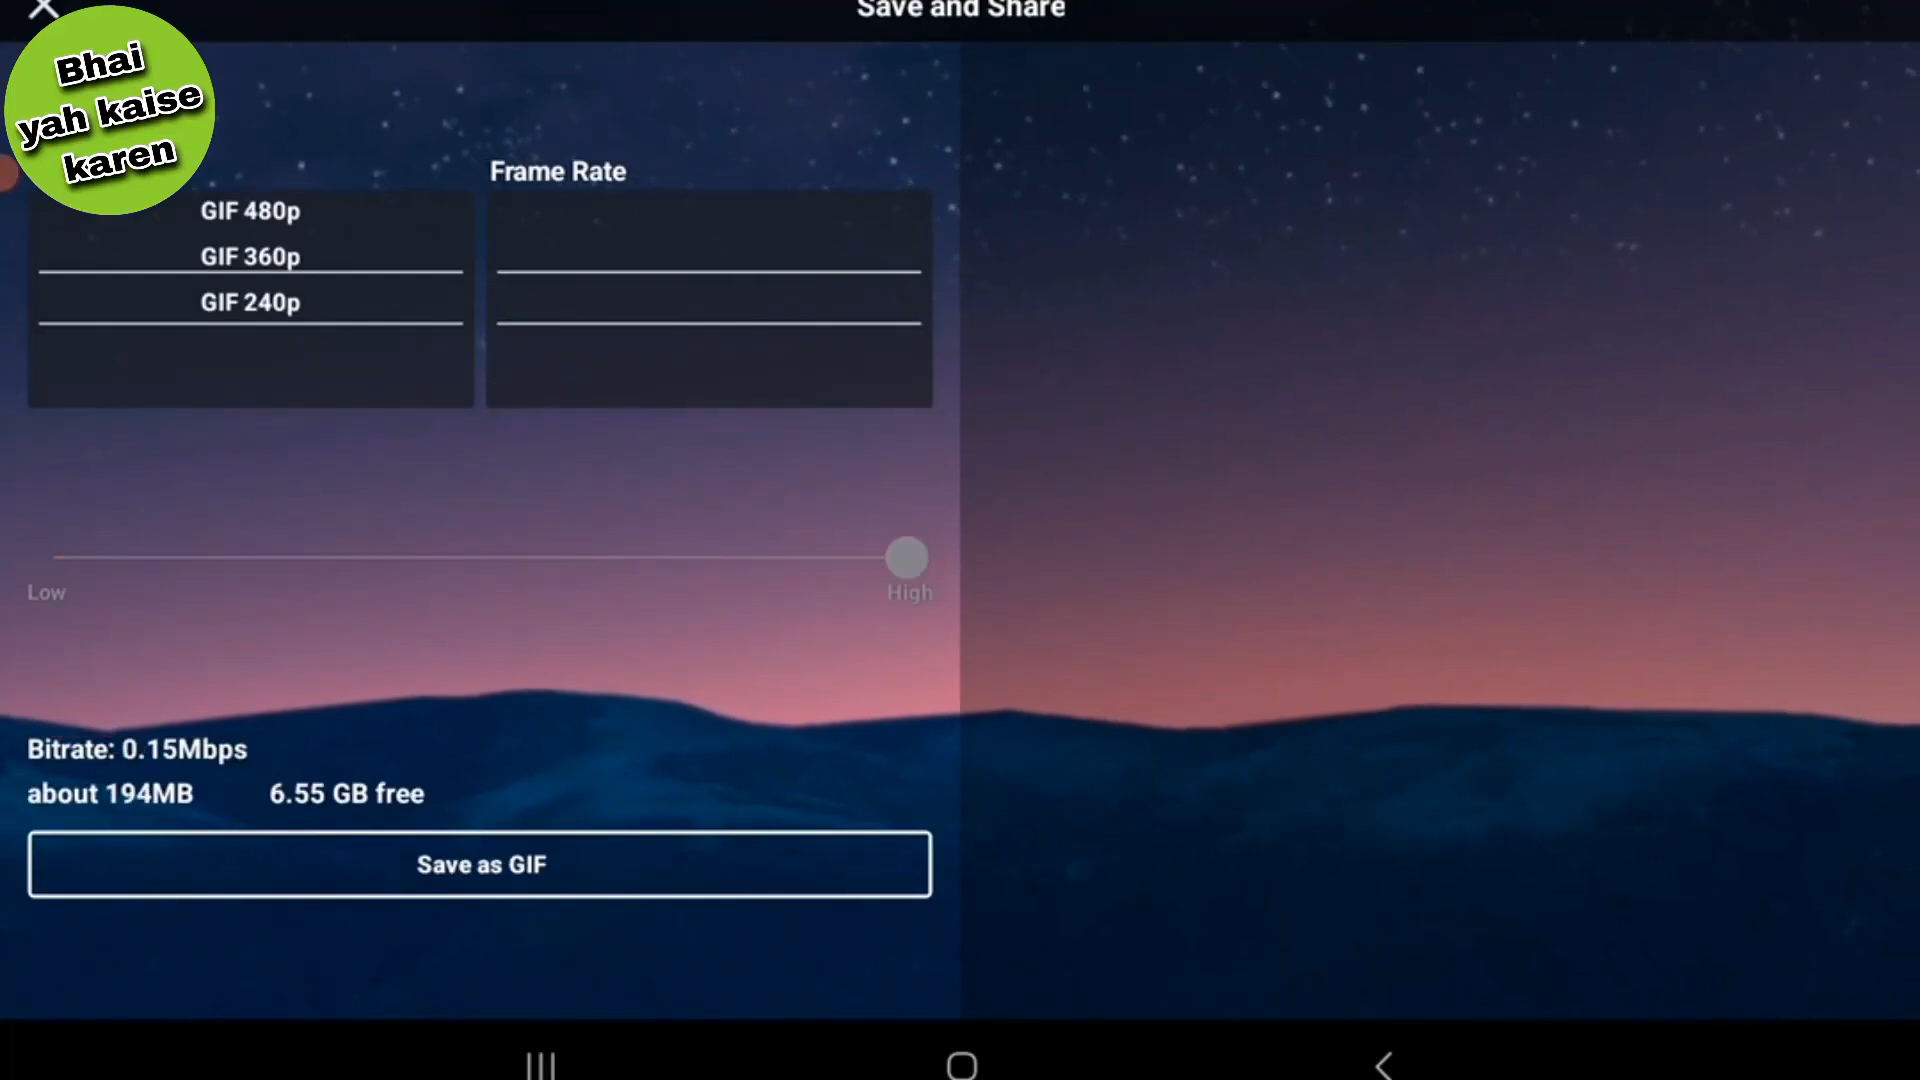 Save and Share
Bhai
yah kaise
karen
Frame Rate
GIF 480p
GIF 360p
GIF 240p
Low
High
Bitrate: 0.15Mbps
about 194MB 6.55 GB free
Save as GIF